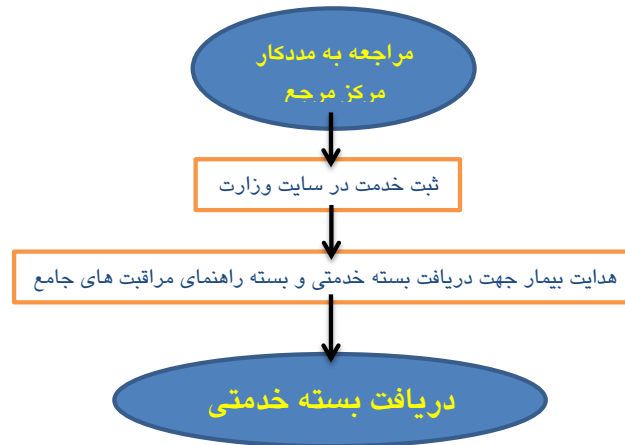 مراجعه به مددکار
مرکز مرجع
ثبت خدمت در سایت وزارت
هدایت بیمار جهت دریافت بسته خدمتی و بسته راهنمای مراقبت های جامع
دریافت بسته خدمتی